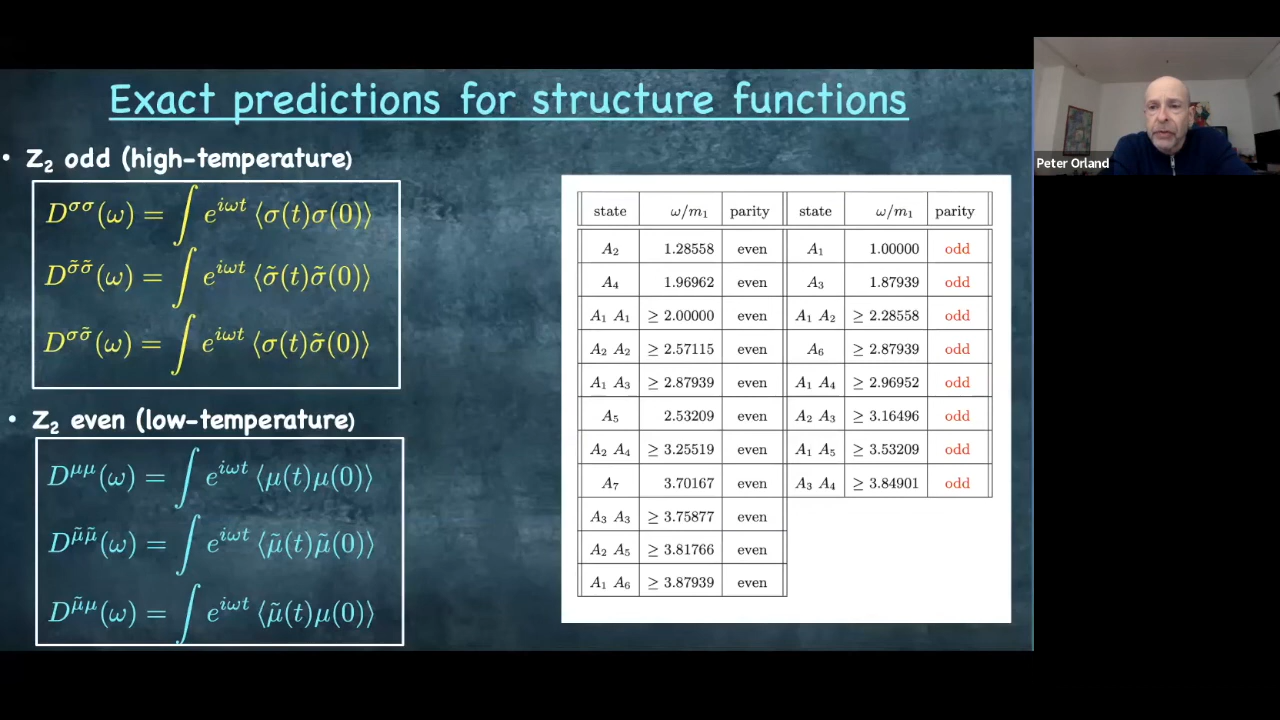 Exact predictions for structure functions
• Z₂ odd (high-temperature)
D^{σσ}(ω) = ∫ e^{iωt} ⟨σ(t)σ(0)⟩
D^{σ̃σ̃}(ω) = ∫ e^{iωt} ⟨σ̃(t)σ̃(0)⟩
D^{σσ̃}(ω) = ∫ e^{iωt} ⟨σ(t)σ̃(0)⟩
• Z₂ even (low-temperature)
D^{μμ}(ω) = ∫ e^{iωt} ⟨μ(t)μ(0)⟩
D^{μ̃μ̃}(ω) = ∫ e^{iωt} ⟨μ̃(t)μ̃(0)⟩
D^{μ̃μ}(ω) = ∫ e^{iωt} ⟨μ̃(t)μ(0)⟩
state ω/m₁ parity state ω/m₁ parity
A₂ 1.28558 even A₁ 1.00000 odd
A₄ 1.96962 even A₃ 1.87939 odd
A₁ A₁ ≥ 2.00000 even A₁ A₂ ≥ 2.28558 odd
A₂ A₂ ≥ 2.57115 even A₆ ≥ 2.87939 odd
A₁ A₃ ≥ 2.87939 even A₁ A₄ ≥ 2.96952 odd
A₅ 2.53209 even A₂ A₃ ≥ 3.16496 odd
A₂ A₄ ≥ 3.25519 even A₁ A₅ ≥ 3.53209 odd
A₇ 3.70167 even A₃ A₄ ≥ 3.84901 odd
A₃ A₃ ≥ 3.75877 even
A₂ A₅ ≥ 3.81766 even
A₁ A₆ ≥ 3.87939 even
Peter Orland